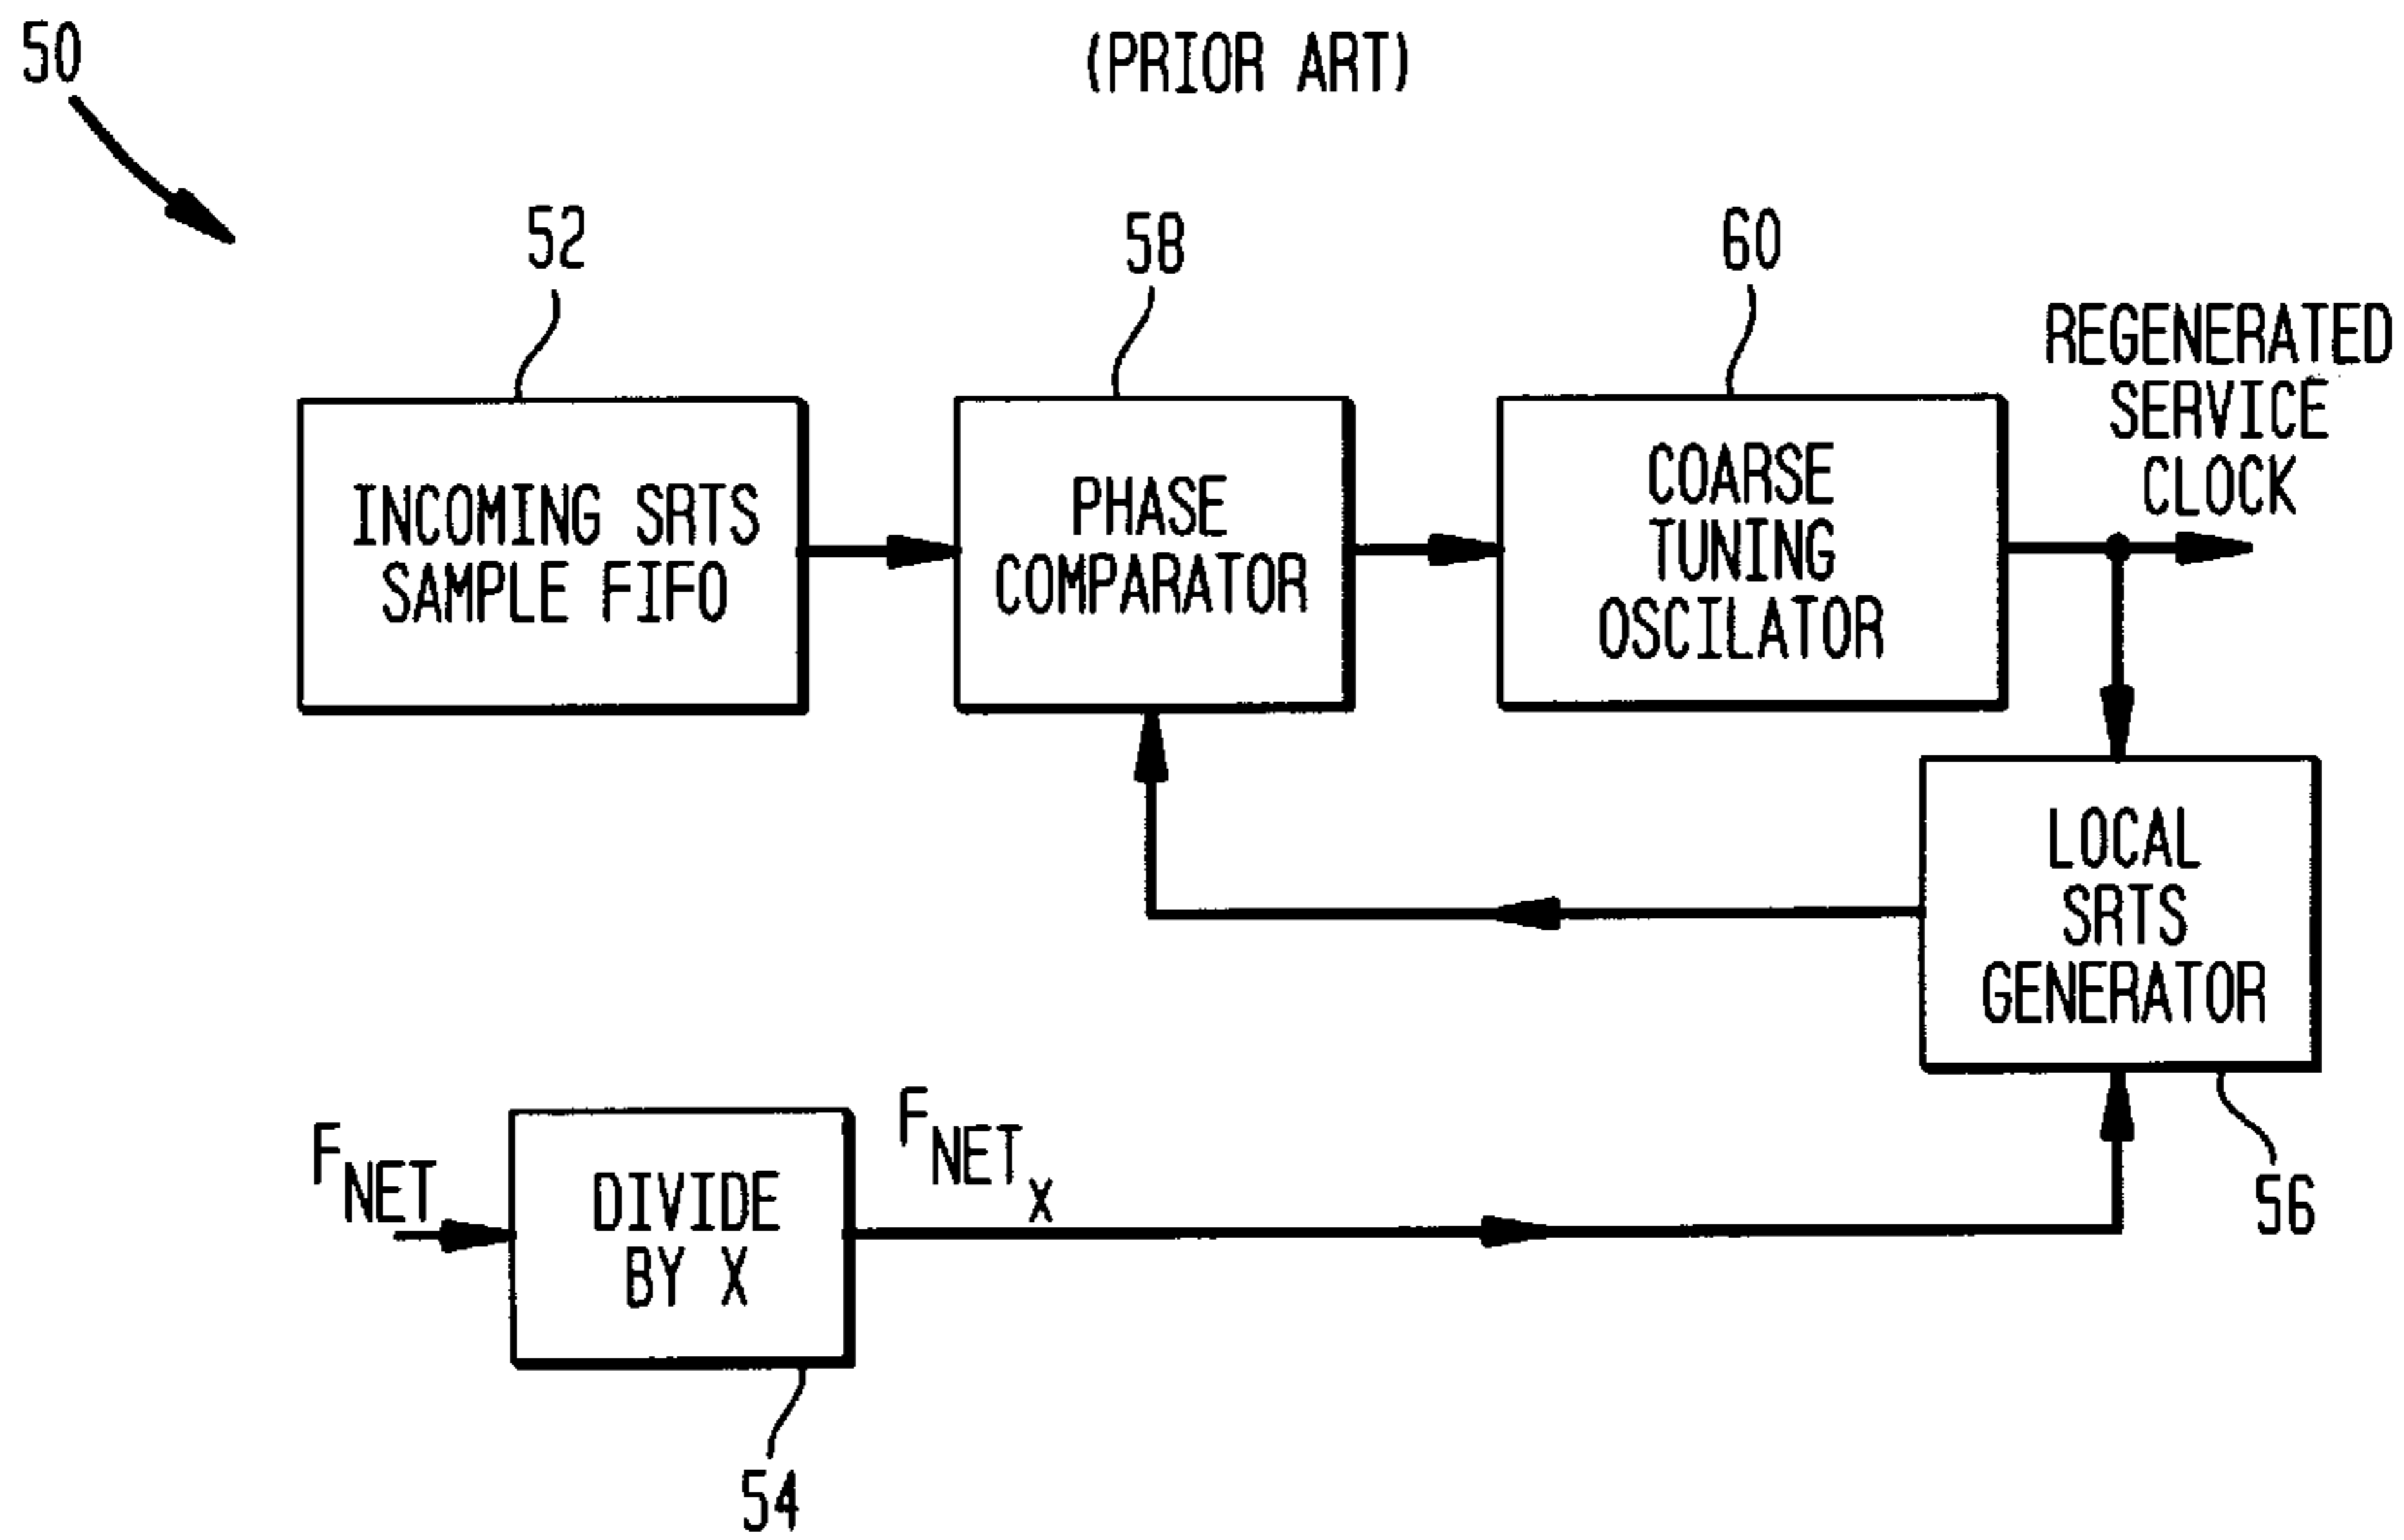 50
(PRIOR ART)
52
58
60
REGENERATED
SERVICE
CLOCK
INCOMING SRTS
SAMPLE FIFO
PHASE
COMPARATOR
COARSE
TUNING
OSCILATOR
LOCAL
SRTS
GENERATOR
56
F NET
DIVIDE
BY X
F NET X
54